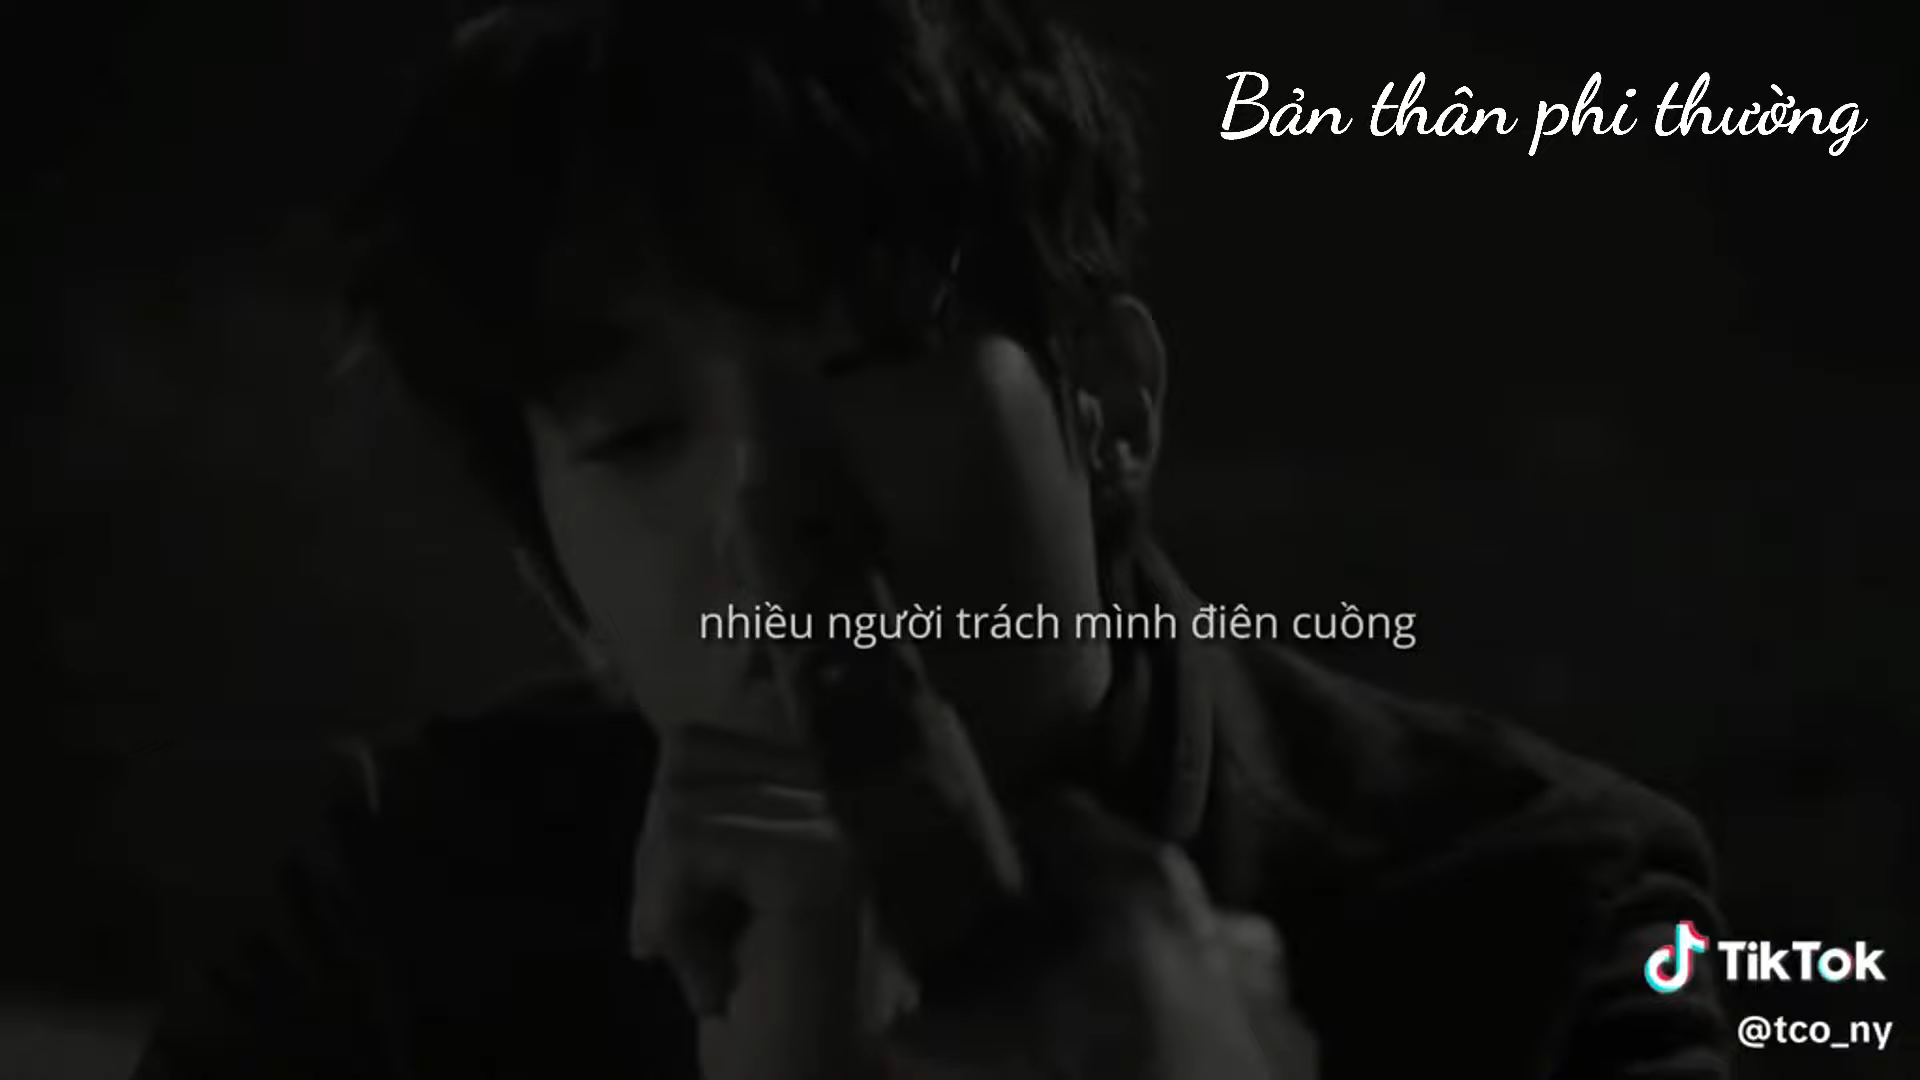 Bản thân phi thường
nhiều người trách mình điên cuồng
TikTok
@tco_ny